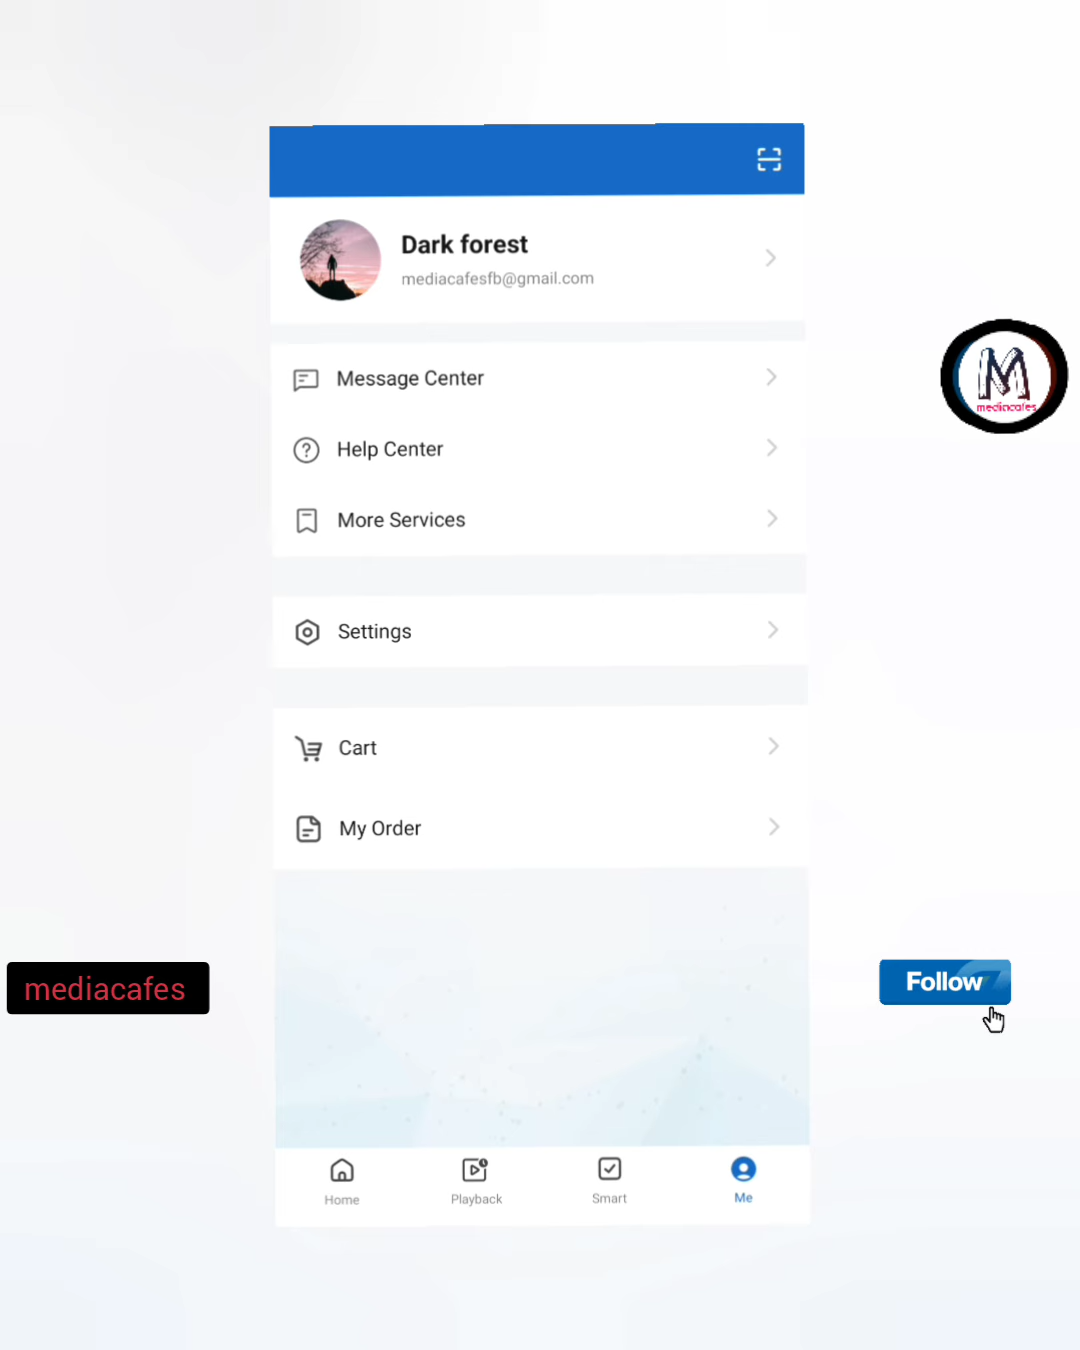 Dark forest
mediacafesfb@gmail.com
Message Center
M
mediacafes
Help Center
More Services
Settings
Cart
My Order
mediacafes
Follow
Home
Playback
Smart
Me